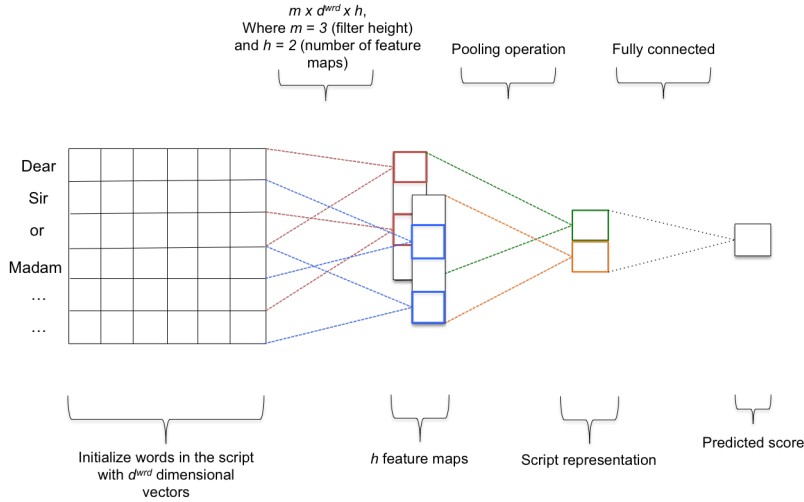 m x d^wrd x h,
Where m = 3 (filter height)
and h = 2 (number of feature
maps)
Pooling operation
Fully connected
Dear
Sir
or
Madam
…
…
Initialize words in the script
with d^wrd dimensional
vectors
h feature maps
Script representation
Predicted score